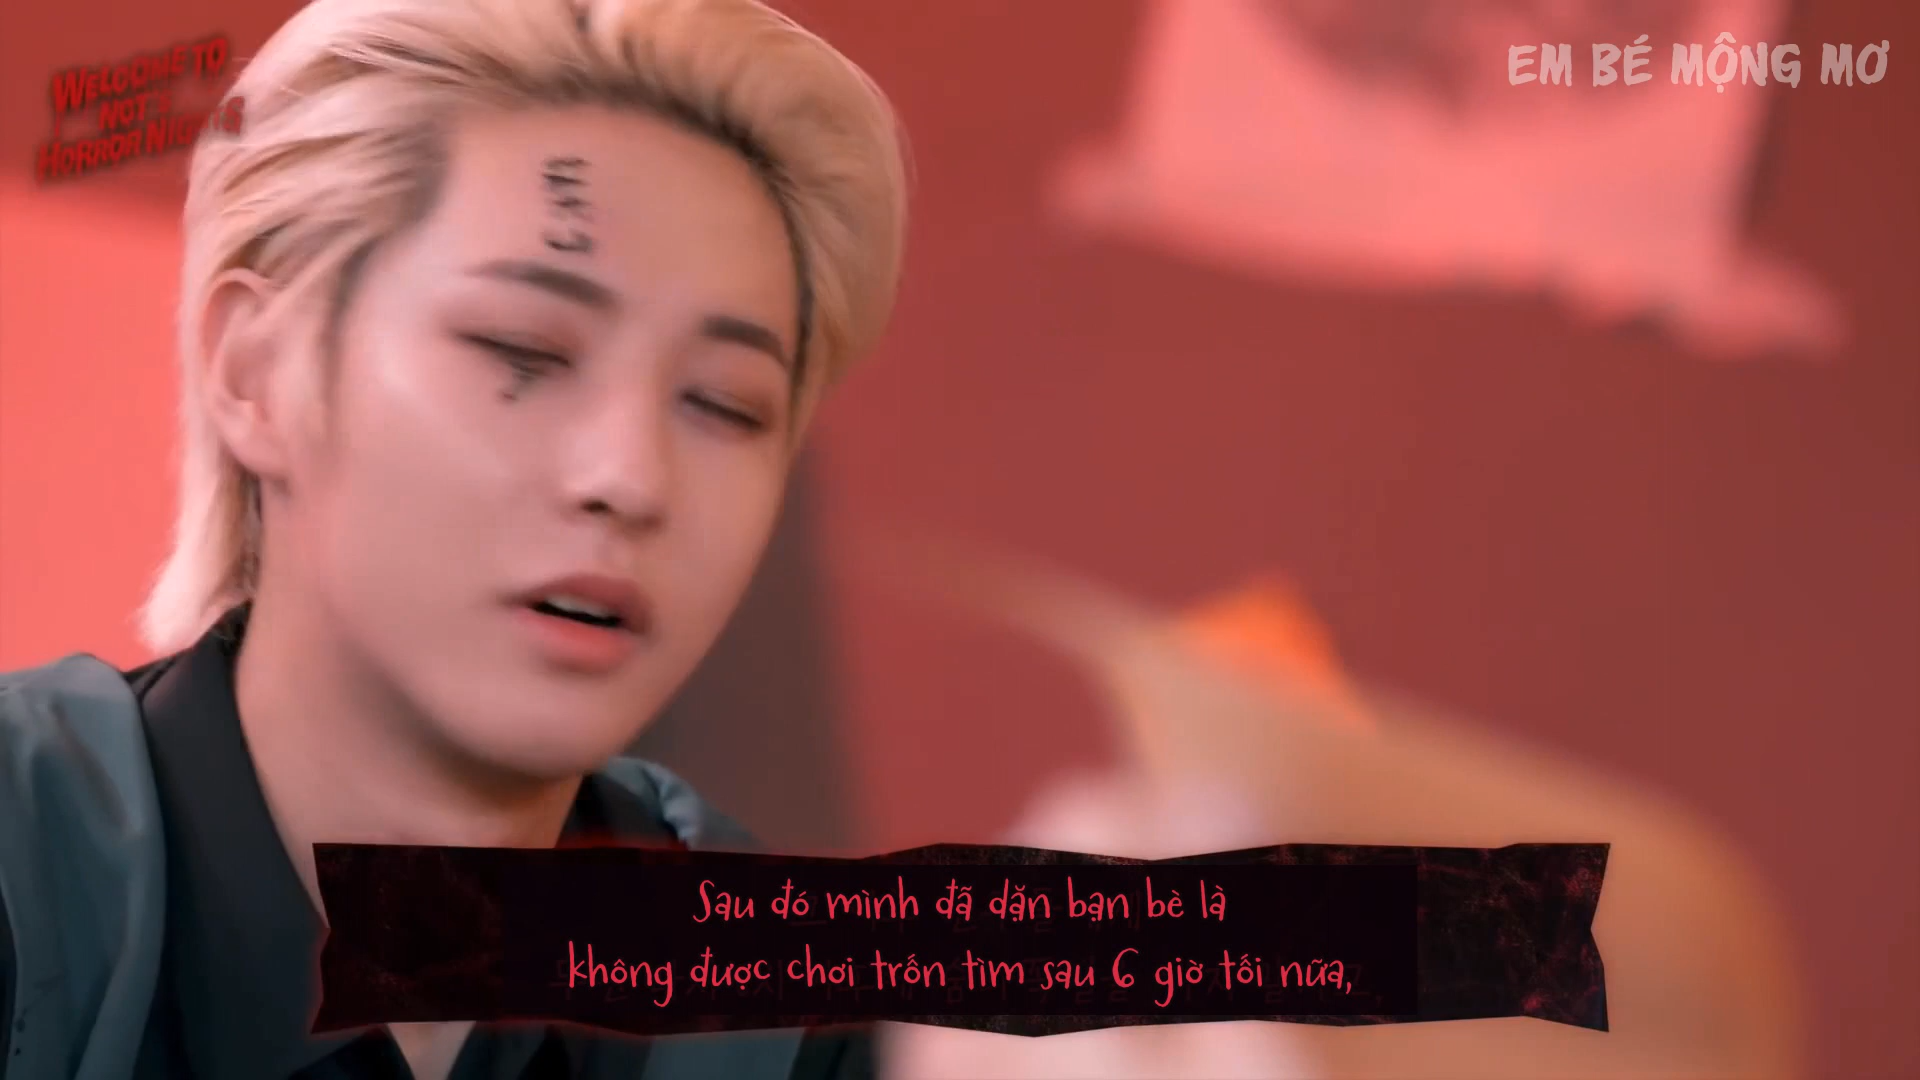 WELCOME TO
NOT'S
HORROR NIGHTS
EM BÉ MỘNG MƠ
Sau đó mình đã dặn bạn bè là
không được chơi trốn tìm sau 6 giờ tối nữa,